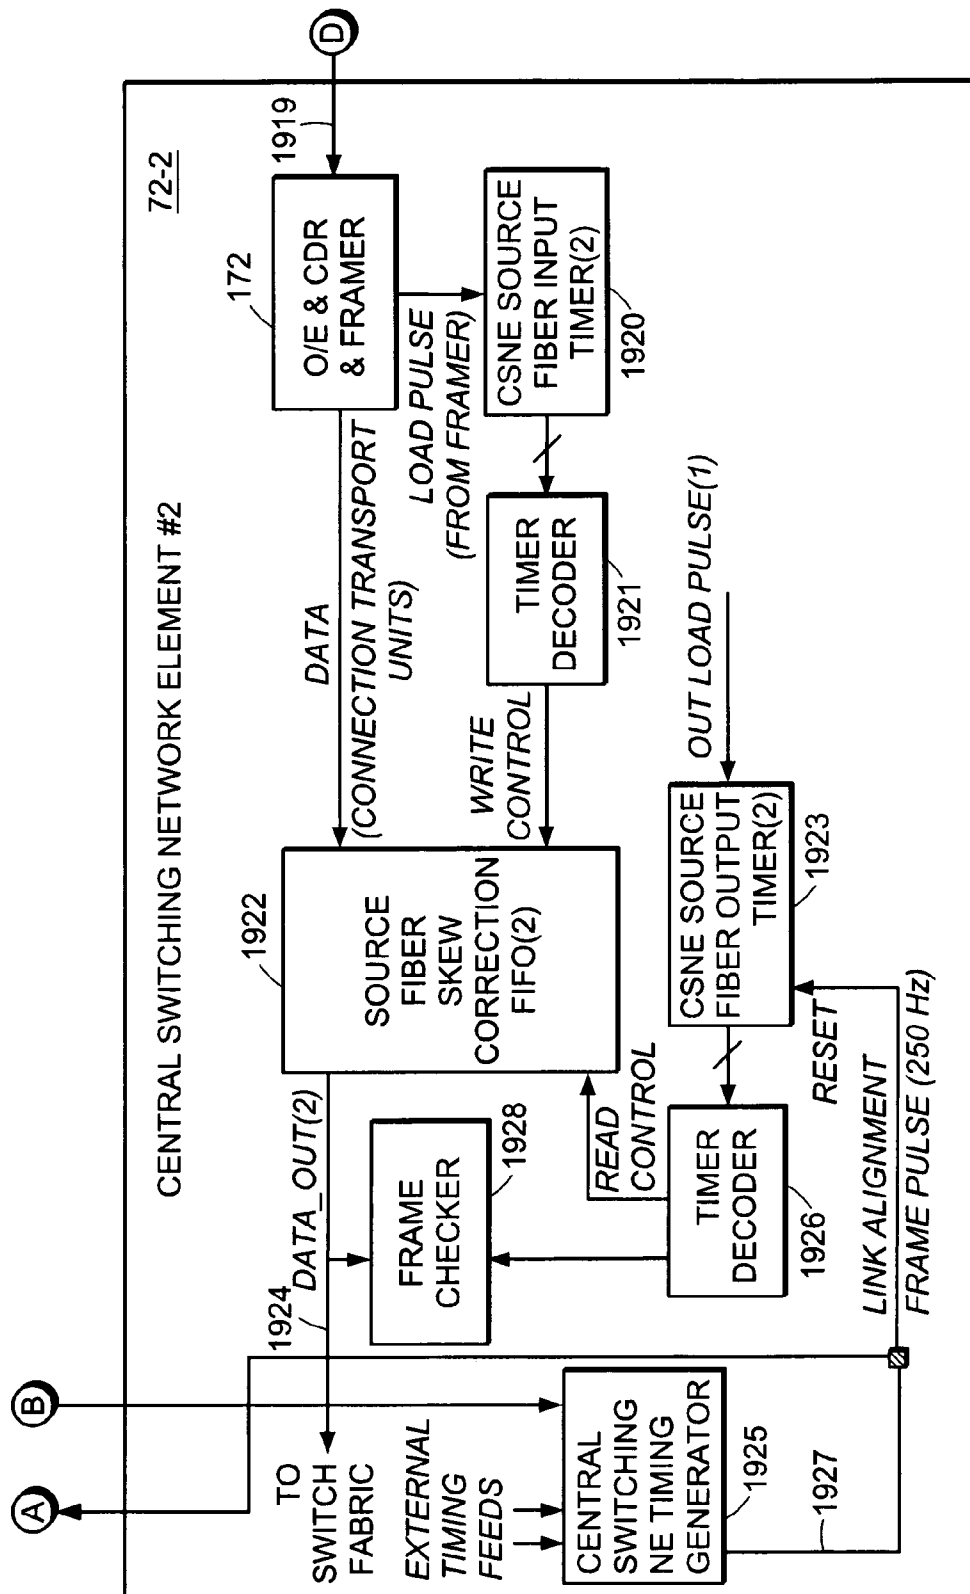 CENTRAL SWITCHING NETWORK ELEMENT #2
72-2
A
B
D
1919
172
O/E & CDR
& FRAMER
DATA
(CONNECTION TRANSPORT
UNITS)
LOAD PULSE
(FROM FRAMER)
CSNE SOURCE
FIBER INPUT
TIMER(2)
1920
TIMER
DECODER
1921
WRITE
CONTROL
1922
SOURCE
FIBER
SKEW
CORRECTION
FIFO(2)
DATA_OUT(2)
1924
TO
SWITCH
FABRIC
FRAME
CHECKER
1928
READ
CONTROL
OUT LOAD PULSE(1)
CSNE SOURCE
FIBER OUTPUT
TIMER(2)
1923
RESET
TIMER
DECODER
1926
LINK ALIGNMENT
FRAME PULSE (250 Hz)
EXTERNAL
TIMING
FEEDS
CENTRAL
SWITCHING
NE TIMING
GENERATOR
1925
1927